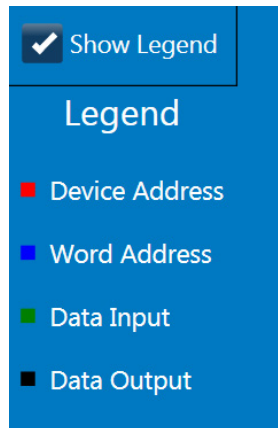 Show Legend
Legend
Device Address
Word Address
Data Input
Data Output